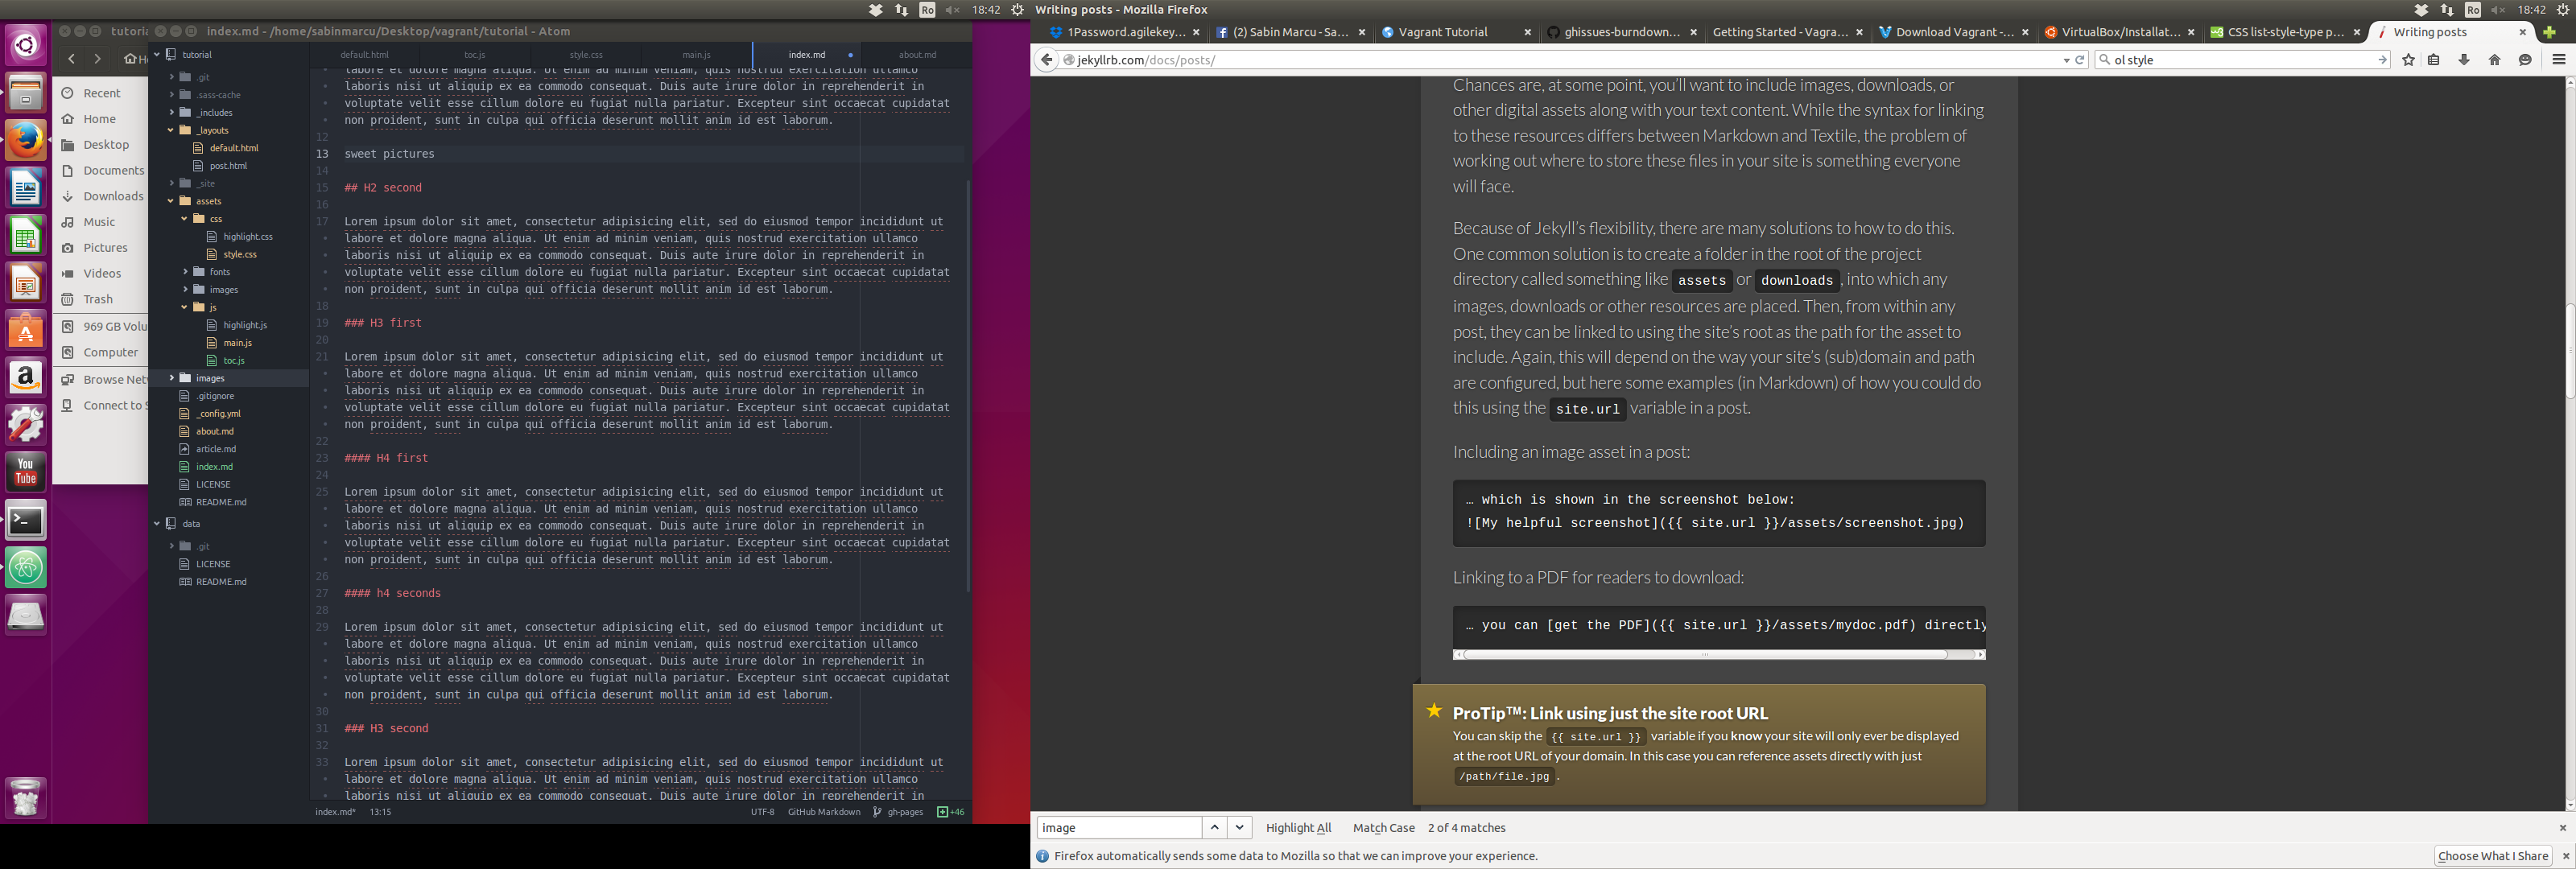 Ro
18:42
tutoria
Recent
Home
Desktop
Documents
Downloads
Music
Pictures
Videos
Trash
969 GB Volu
Computer
Browse Net
Connect to S
You
Tube
index.md - /home/sabinmarcu/Desktop/vagrant/tutorial - Atom
tutorial
.git
.sass-cache
_includes
_layouts
default.html
post.html
_site
assets
css
highlight.css
style.css
fonts
images
js
highlight.js
main.js
toc.js
images
.gitignore
_config.yml
about.md
article.md
index.md
LICENSE
README.md
data
.git
LICENSE
README.md
default.html
toc.js
style.css
main.js
index.md
about.md
labore et dolore magna aliqua. Ut enim ad minim veniam, quis nostrud exercitation ullamco
laboris nisi ut aliquip ex ea commodo consequat. Duis aute irure dolor in reprehenderit in
voluptate velit esse cillum dolore eu fugiat nulla pariatur. Excepteur sint occaecat cupidatat
non proident, sunt in culpa qui officia deserunt mollit anim id est laborum.
12
13 sweet pictures
14
15 ## H2 second
16
17 Lorem ipsum dolor sit amet, consectetur adipisicing elit, sed do eiusmod tempor incididunt ut
labore et dolore magna aliqua. Ut enim ad minim veniam, quis nostrud exercitation ullamco
laboris nisi ut aliquip ex ea commodo consequat. Duis aute irure dolor in reprehenderit in
voluptate velit esse cillum dolore eu fugiat nulla pariatur. Excepteur sint occaecat cupidatat
non proident, sunt in culpa qui officia deserunt mollit anim id est laborum.
18
19 ### H3 first
20
21 Lorem ipsum dolor sit amet, consectetur adipisicing elit, sed do eiusmod tempor incididunt ut
labore et dolore magna aliqua. Ut enim ad minim veniam, quis nostrud exercitation ullamco
laboris nisi ut aliquip ex ea commodo consequat. Duis aute irure dolor in reprehenderit in
voluptate velit esse cillum dolore eu fugiat nulla pariatur. Excepteur sint occaecat cupidatat
non proident, sunt in culpa qui officia deserunt mollit anim id est laborum.
22
23 #### H4 first
24
25 Lorem ipsum dolor sit amet, consectetur adipisicing elit, sed do eiusmod tempor incididunt ut
labore et dolore magna aliqua. Ut enim ad minim veniam, quis nostrud exercitation ullamco
laboris nisi ut aliquip ex ea commodo consequat. Duis aute irure dolor in reprehenderit in
voluptate velit esse cillum dolore eu fugiat nulla pariatur. Excepteur sint occaecat cupidatat
non proident, sunt in culpa qui officia deserunt mollit anim id est laborum.
26
27 #### h4 seconds
28
29 Lorem ipsum dolor sit amet, consectetur adipisicing elit, sed do eiusmod tempor incididunt ut
labore et dolore magna aliqua. Ut enim ad minim veniam, quis nostrud exercitation ullamco
laboris nisi ut aliquip ex ea commodo consequat. Duis aute irure dolor in reprehenderit in
voluptate velit esse cillum dolore eu fugiat nulla pariatur. Excepteur sint occaecat cupidatat
non proident, sunt in culpa qui officia deserunt mollit anim id est laborum.
30
31 ### H3 second
32
33 Lorem ipsum dolor sit amet, consectetur adipisicing elit, sed do eiusmod tempor incididunt ut
labore et dolore magna aliqua. Ut enim ad minim veniam, quis nostrud exercitation ullamco
laboris nisi ut aliquip ex ea commodo consequat. Duis aute irure dolor in reprehenderit in
index.md* 13:15
UTF-8 GitHub Markdown gh-pages +46
Writing posts - Mozilla Firefox
Ro
18:42
1Password.agilekey...
(2) Sabin Marcu - Sa...
Vagrant Tutorial
ghissues-burndown...
Getting Started - Vagra...
Download Vagrant -...
VirtualBox/Installat...
CSS list-style-type p...
Writing posts
jekyllrb.com/docs/posts/
ol style
Chances are, at some point, you’ll want to include images, downloads, or
other digital assets along with your text content. While the syntax for linking
to these resources differs between Markdown and Textile, the problem of
working out where to store these files in your site is something everyone
will face.
Because of Jekyll’s flexibility, there are many solutions to how to do this.
One common solution is to create a folder in the root of the project
directory called something like assets or downloads, into which any
images, downloads or other resources are placed. Then, from within any
post, they can be linked to using the site’s root as the path for the asset to
include. Again, this will depend on the way your site’s (sub)domain and path
are configured, but here some examples (in Markdown) of how you could do
this using the site.url variable in a post.
Including an image asset in a post:
… which is shown in the screenshot below:
![My helpful screenshot]({{ site.url }}/assets/screenshot.jpg)
Linking to a PDF for readers to download:
… you can [get the PDF]({{ site.url }}/assets/mydoc.pdf) directly
ProTip™: Link using just the site root URL
You can skip the {{ site.url }} variable if you know your site will only ever be displayed
at the root URL of your domain. In this case you can reference assets directly with just
/path/file.jpg.
image
Highlight All
Match Case
2 of 4 matches
Firefox automatically sends some data to Mozilla so that we can improve your experience.
Choose What I Share